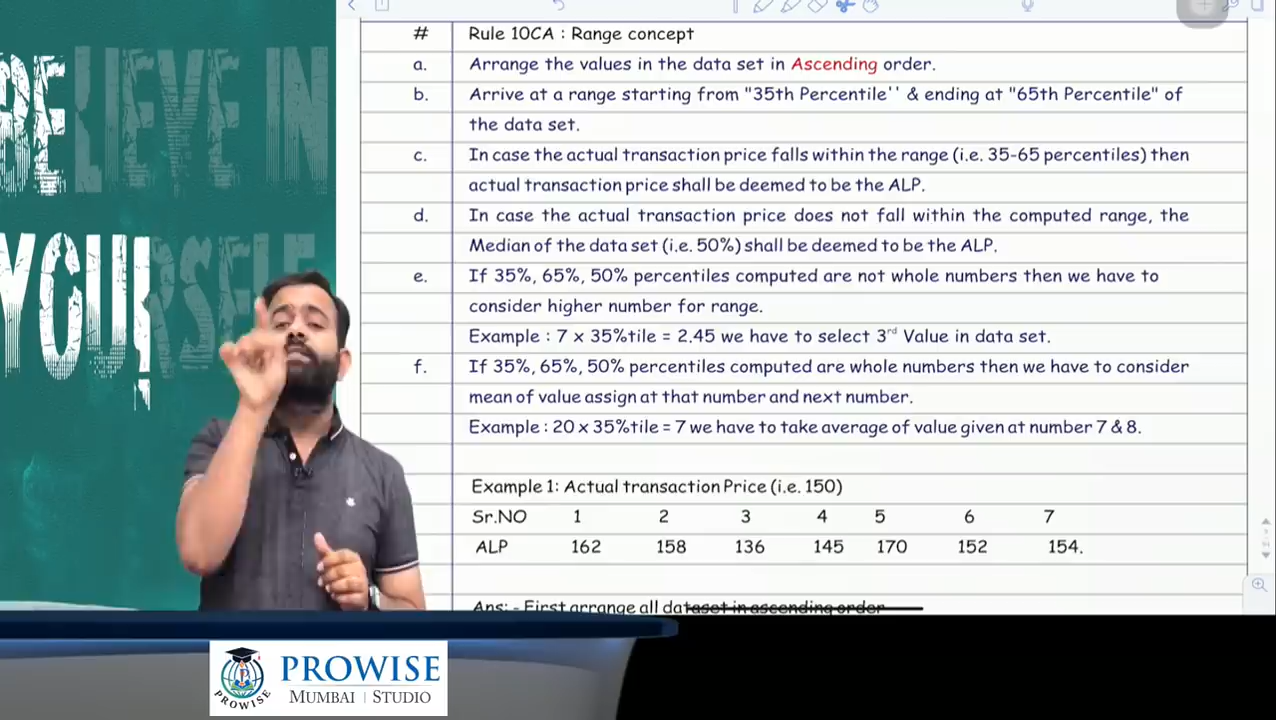 BELIEVE IN
YOURSELF
# Rule 10CA : Range concept
a. Arrange the values in the data set in Ascending order.
b. Arrive at a range starting from "35th Percentile'' & ending at "65th Percentile" of
the data set.
c. In case the actual transaction price falls within the range (i.e. 35-65 percentiles) then
actual transaction price shall be deemed to be the ALP.
d. In case the actual transaction price does not fall within the computed range, the
Median of the data set (i.e. 50%) shall be deemed to be the ALP.
e. If 35%, 65%, 50% percentiles computed are not whole numbers then we have to
consider higher number for range.
Example : 7 x 35%tile = 2.45 we have to select 3rd Value in data set.
f. If 35%, 65%, 50% percentiles computed are whole numbers then we have to consider
mean of value assign at that number and next number.
Example : 20 x 35%tile = 7 we have to take average of value given at number 7 & 8.
Example 1: Actual transaction Price (i.e. 150)
Sr.NO 1 2 3 4 5 6 7
ALP 162 158 136 145 170 152 154.
Ans: - First arrange all dataset in ascending order
PROWISE
PROWISE
MUMBAI | STUDIO